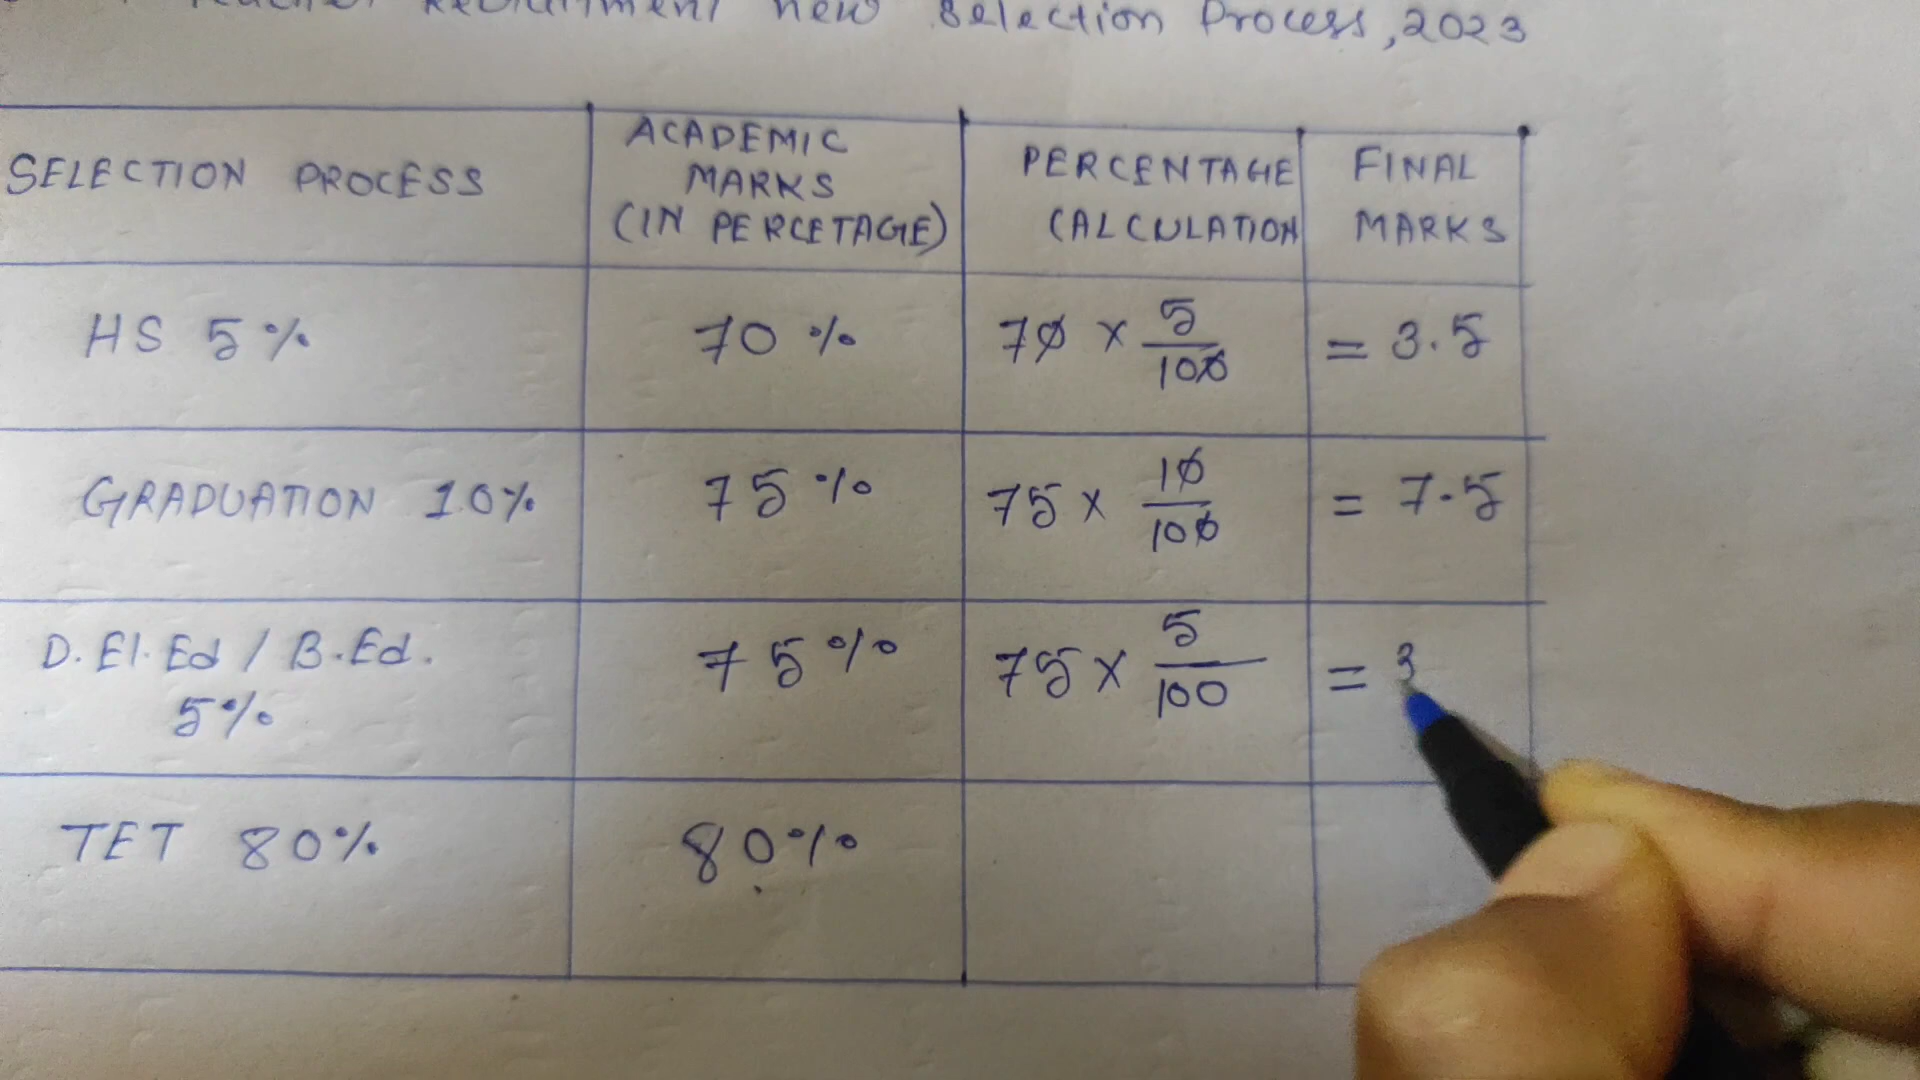 Recruitment new Selection Process, 2023
SELECTION PROCESS
ACADEMIC
MARKS
(IN PERCETAGE)
PERCENTAGE
CALCULATION
FINAL
MARKS
HS 5%
70%
70 × 5/100
= 3.5
GRADUATION 10%
75%
75 × 10/100
= 7.5
D.El.Ed / B.Ed.
5%
75%
75 × 5/100
= 3
TET 80%
80%